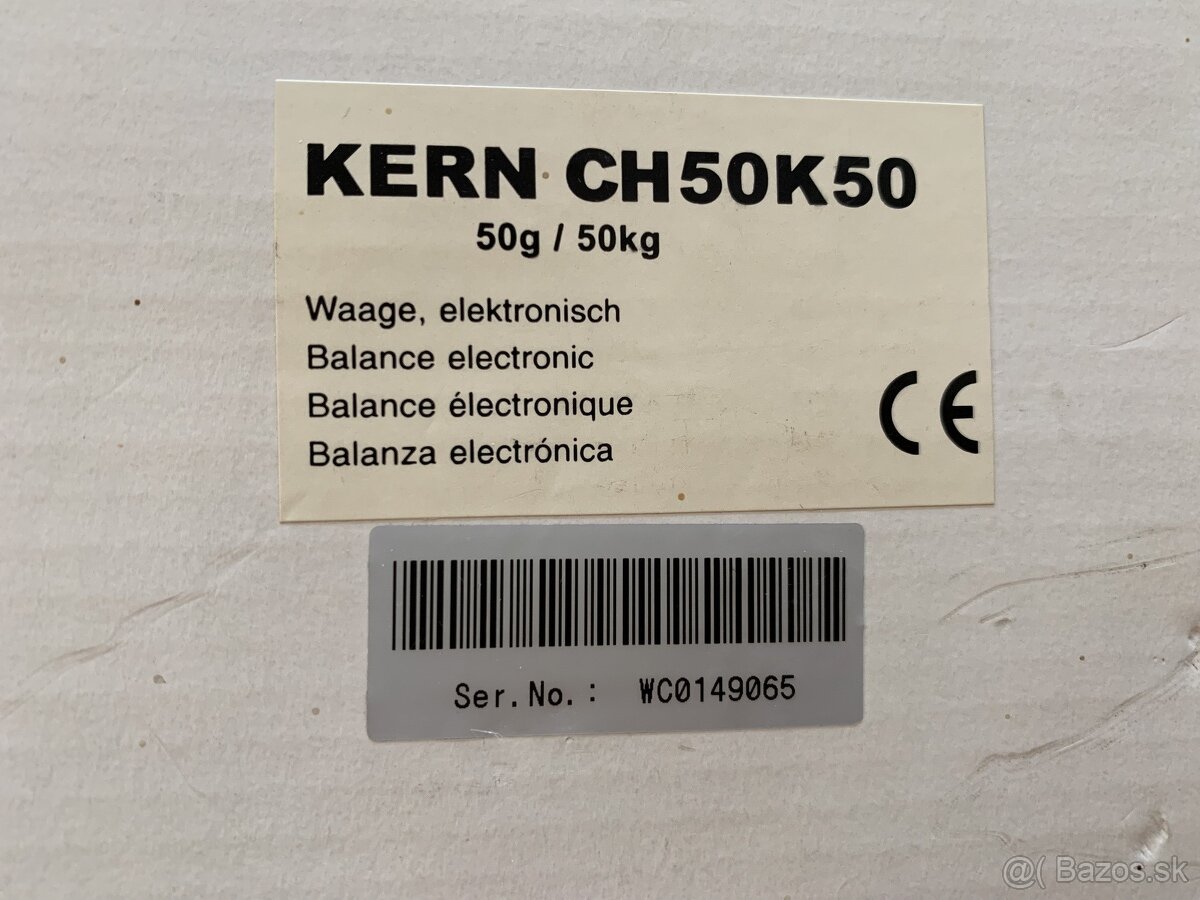 KERN CH50K50
50g / 50kg
Waage, elektronisch
Balance electronic
Balance électronique
Balanza electrónica
CE
Ser.No.: WC0149065
@( Bazos.sk